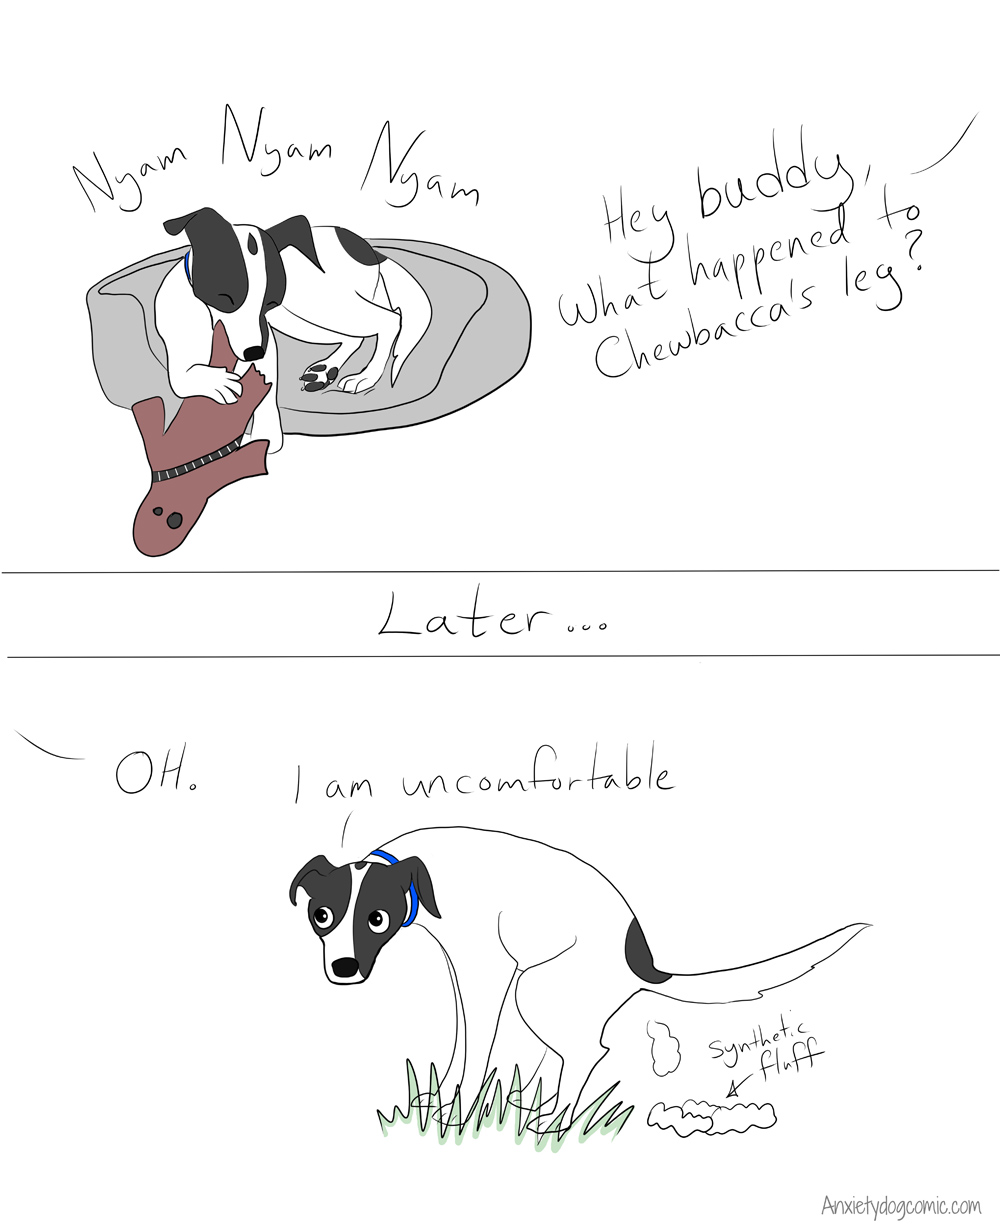 Nyam Nyam Nyam
Hey buddy,
What happened to
Chewbacca's leg?
Later...
OH.
I am uncomfortable
synthetic
fluff
Anxietydogcomic.com